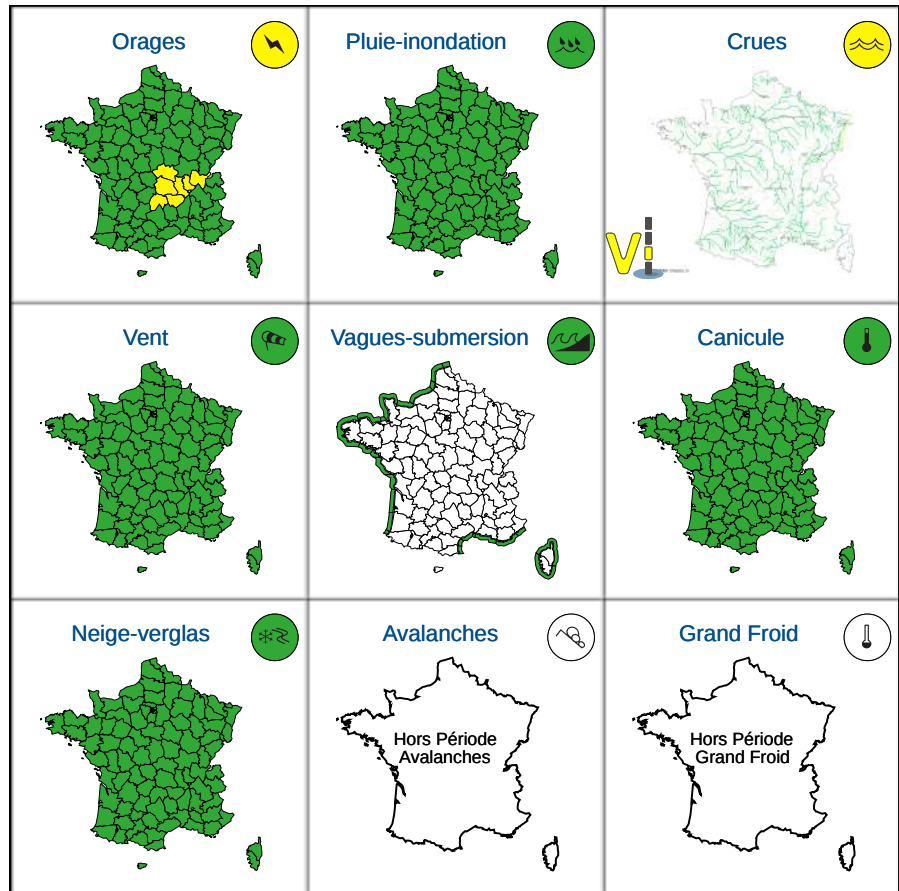 Orages
Pluie-inondation
Crues
Vi
Vent
Vagues-submersion
Canicule
Neige-verglas
Avalanches
Hors Période
Avalanches
Grand Froid
Hors Période
Grand Froid